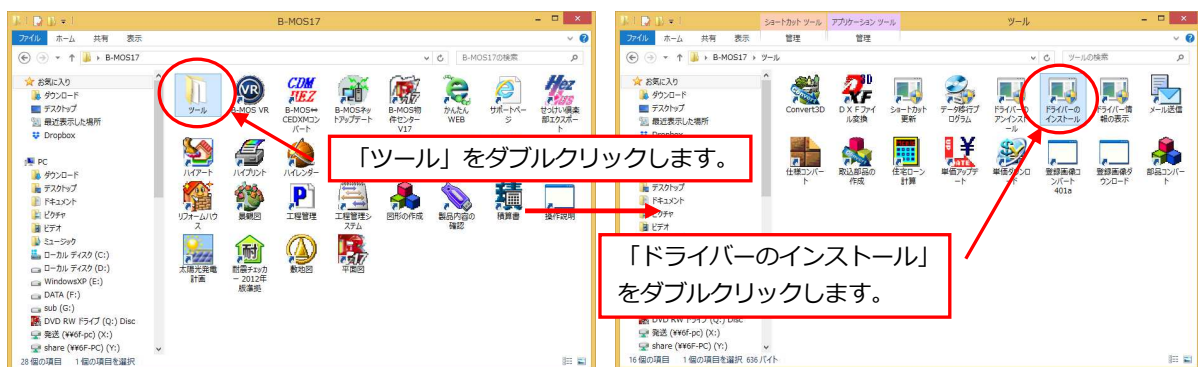 B-MOS17
ファイル ホーム 共有 表示
B-MOS17
B-MOS17の検索
お気に入り
ダウンロード
デスクトップ
最近表示した場所
Dropbox
PC
ダウンロード
デスクトップ
ドキュメント
ピクチャ
ビデオ
ミュージック
ローカル ディスク (C:)
ローカル ディスク (D:)
WindowsXP (E:)
DATA (F:)
sub (G:)
DVD RW ドライブ (Q:) Disc
発送 (¥¥6f-pc) (X:)
share (¥¥6F-PC) (Y:)
ツール
B-MOS VR
B-MOS⇔CEDXMコンバート
B-MOSネットアップデート
B-MOS物件センターV17
かんたんWEB
サポートページ
せつけい倶楽部エクスポート
ハイアート
ハイプリント
ハイレンダー
リフォームハウス
景観図
工程管理
工程管理システム
図形の作成
製品内容の確認
積算書
操作説明
太陽光発電計画
耐震チェッカー 2012年版準拠
敷地図
平面図
28 個の項目 1 個の項目を選択
「ツール」をダブルクリックします。
ショートカット ツール アプリケーション ツール
ツール
ファイル ホーム 共有 表示 管理 管理
B-MOS17 ツール
ツールの検索
お気に入り
ダウンロード
デスクトップ
最近表示した場所
Dropbox
デスクトップ
ドキュメント
ピクチャ
ビデオ
DVD RW ドライブ (Q:) Disc
発送 (¥¥6f-pc) (X:)
share (¥¥6F-PC) (Y:)
Convert3D
DXFファイル変換
ショートカット更新
データ移行プログラム
ドライバーのアンインストール
ドライバーのインストール
ドライバー情報の表示
メール送信
仕様コンバート
取込部品の作成
住宅ローン計算
単価アップデート
単価ダウンロード
登録画像コンバート401a
登録画像ダウンロード
部品コンバート
16 個の項目 1 個の項目を選択 636 バイト
「ドライバーのインストール」
をダブルクリックします。